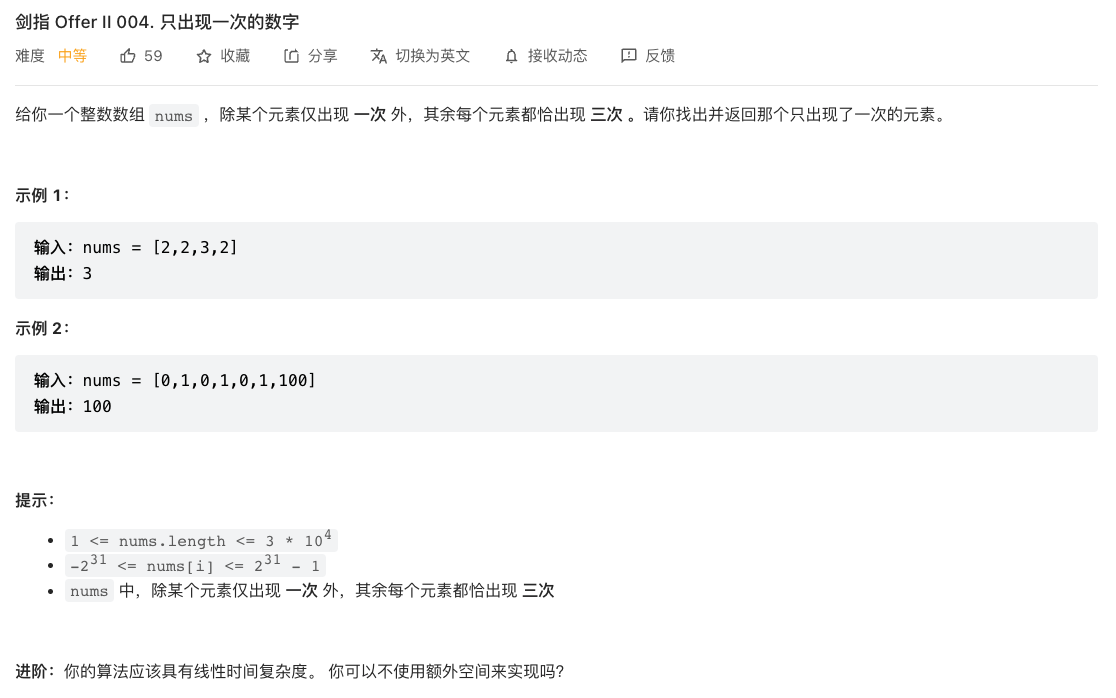 剑指 Offer II 004. 只出现一次的数字
难度 中等 59 收藏 分享 切换为英文 接收动态 反馈
给你一个整数数组 nums ，除某个元素仅出现 一次 外，其余每个元素都恰出现 三次 。请你找出并返回那个只出现了一次的元素。
示例 1：
输入：nums = [2,2,3,2]
输出：3
示例 2：
输入：nums = [0,1,0,1,0,1,100]
输出：100
提示：
• 1 <= nums.length <= 3 * 10⁴
• -2³¹ <= nums[i] <= 2³¹ - 1
• nums 中，除某个元素仅出现 一次 外，其余每个元素都恰出现 三次
进阶：你的算法应该具有线性时间复杂度。 你可以不使用额外空间来实现吗？